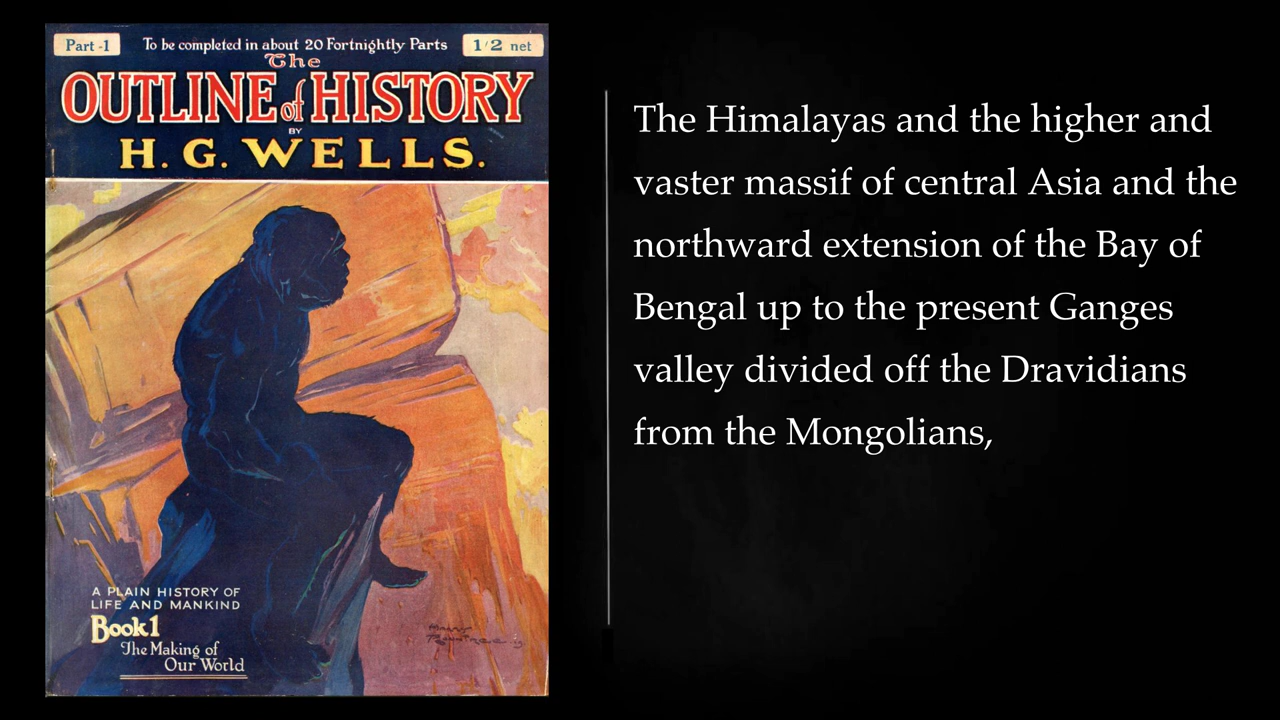 Part -1
To be completed in about 20 Fortnightly Parts
1/2 net
The
OUTLINE of HISTORY
BY
H. G. WELLS.
A PLAIN HISTORY OF
LIFE AND MANKIND
Book 1
The Making of
Our World
The Himalayas and the higher and
vaster massif of central Asia and the
northward extension of the Bay of
Bengal up to the present Ganges
valley divided off the Dravidians
from the Mongolians,